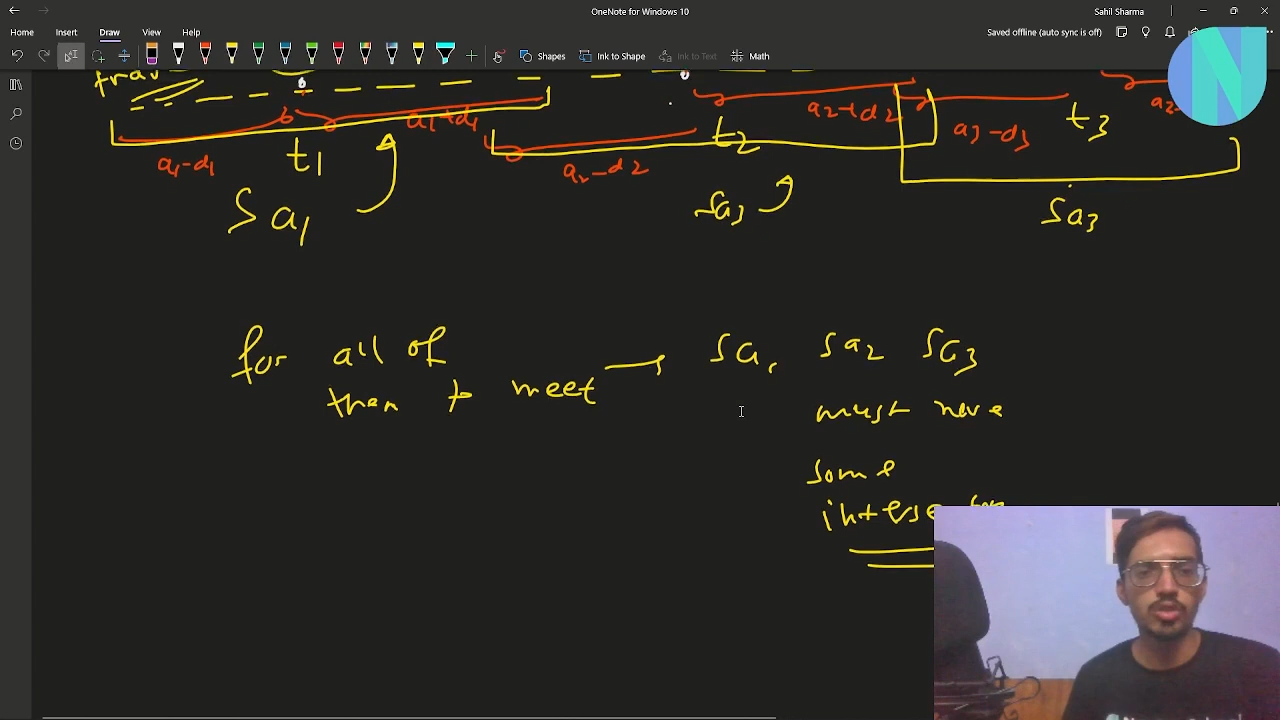 OneNote for Windows 10
Sahil Sharma
Home Insert Draw View Help
Saved offline (auto sync is off)
Shapes Ink to Shape Ink to Text Math
N
a1-d1 a1+d1 a2-d2 a2+d2 a3-d3
t1 t2 t3
Sa1 Sa3 Sa3
for all of → Sa1 Sa2 Sa3
them to meet must have
some